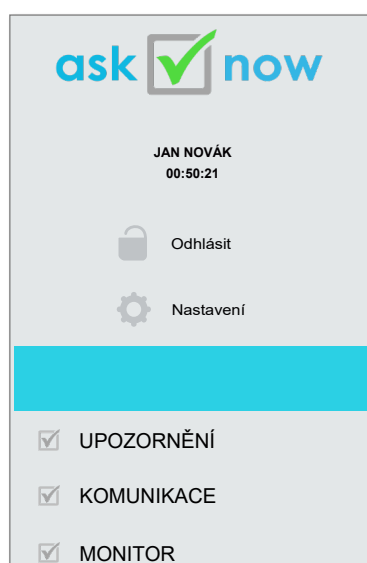 ask now
JAN NOVÁK
00:50:21
Odhlásit
Nastavení
UPOZORNĚNÍ
KOMUNIKACE
MONITOR